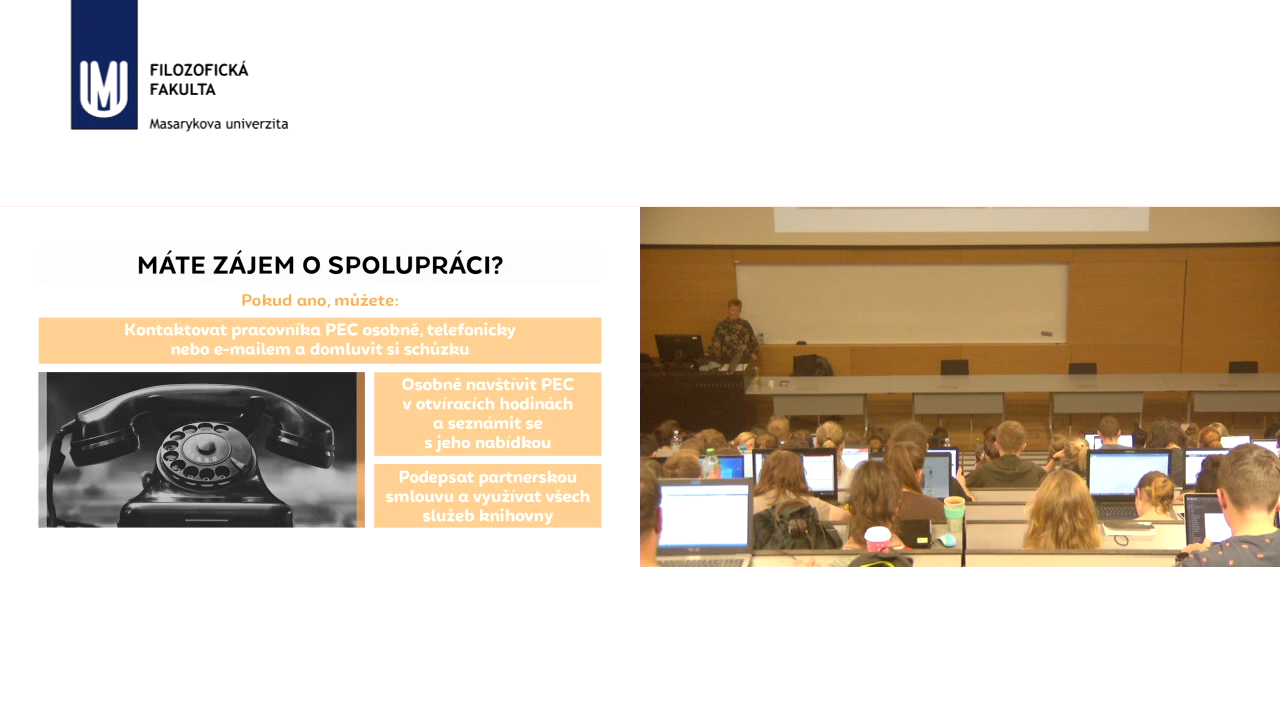 FILOZOFICKÁ
FAKULTA
Masarykova univerzita
MÁTE ZÁJEM O SPOLUPRÁCI?
Pokud ano, můžete:
Kontaktovat pracovníka PEC osobně, telefonicky
nebo e-mailem a domluvit si schůzku
Osobně navštívit PEC
v otvíracích hodinách
a seznámit se
s jeho nabídkou
Podepsat partnerskou
smlouvu a využívat všech
služeb knihovny